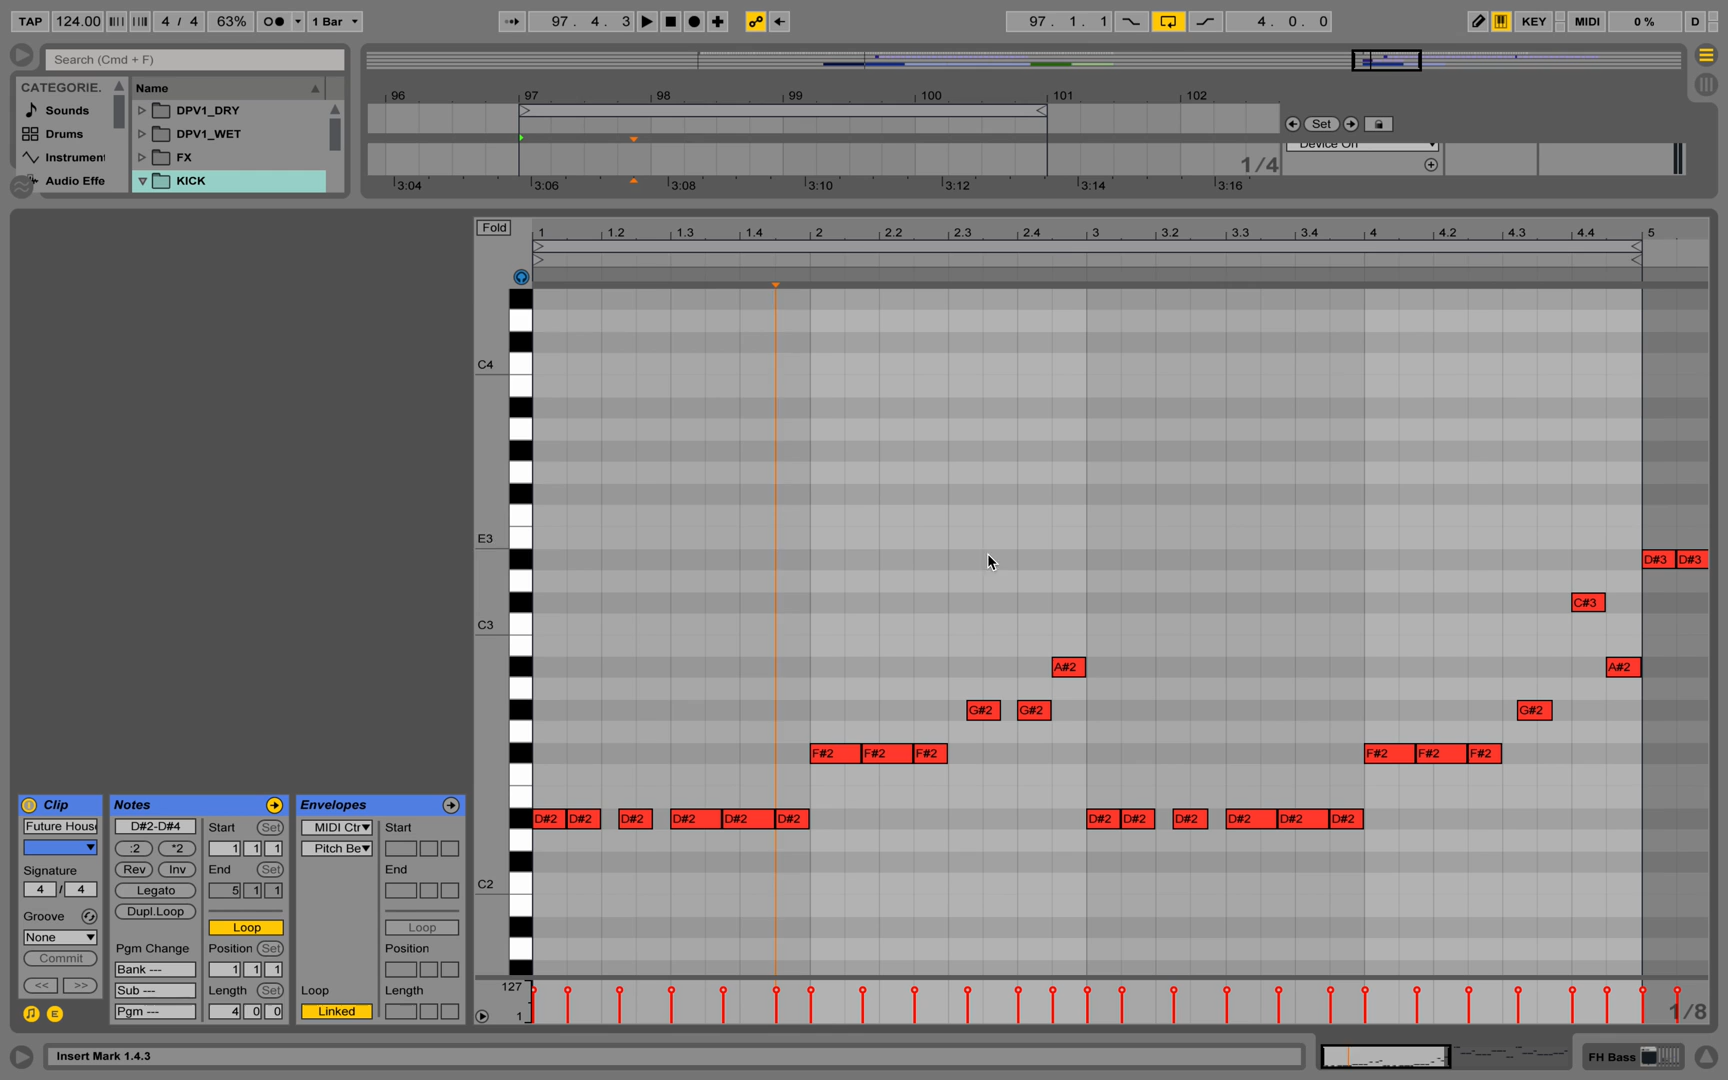 TAP 124.00 4 / 4 63% 1 Bar 97 . 4 . 3 97 . 1 . 1 4 . 0 . 0 KEY MIDI 0 % D
Search (Cmd + F)
CATEGORIE. Name
Sounds DPV1_DRY
Drums DPV1_WET
Instrument FX
Audio Effe KICK
96 97 98 99 100 101 102
Set
Device On
1/4
3:04 3:06 3:08 3:10 3:12 3:14 3:16
Fold 1 1.2 1.3 1.4 2 2.2 2.3 2.4 3 3.2 3.3 3.4 4 4.2 4.3 4.4 5
C4
E3
D#3 D#3
C#3
C3
A#2 A#2
G#2 G#2 G#2
F#2 F#2 F#2 F#2 F#2 F#2
D#2 D#2 D#2 D#2 D#2 D#2 D#2 D#2 D#2 D#2 D#2 D#2
C2
127
1
1/8
Clip
Future Hous
Signature
4 / 4
Groove
None
Commit
<< >>
E
Notes
D#2-D#4
:2 *2
Rev Inv
Legato
Dupl.Loop
Pgm Change
Bank ---
Sub ---
Pgm ---
Start Set
1 1 1
End Set
5 1 1
Loop
Position Set
1 1 1
Length Set
4 0 0
Envelopes
MIDI Ctr
Pitch Be
Loop
Linked
Start
End
Loop
Position
Length
Insert Mark 1.4.3
FH Bass